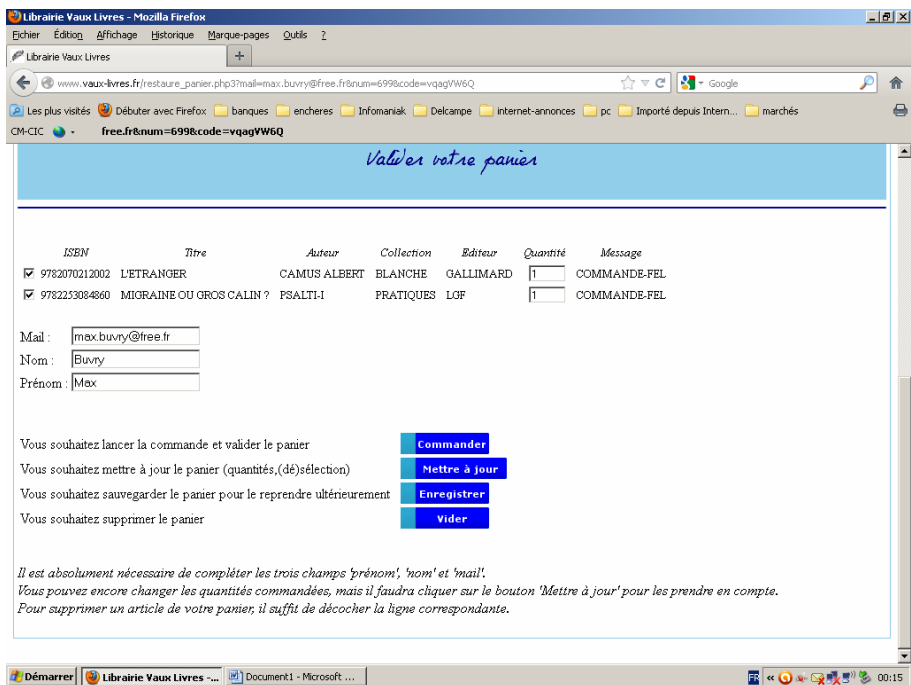 Librairie Vaux Livres - Mozilla Firefox
Fichier Édition Affichage Historique Marque-pages Outils ?
Librairie Vaux Livres +
www.vaux-livres.fr/restaure_panier.php3?mail=max.buvry@free.fr&num=699&code=vqagVW6Q Google
Les plus visités Débuter avec Firefox banques encheres Infomaniak Delcampe internet-annonces pc Importé depuis Intern... marchés
CM-CIC free.fr&num=699&code=vqagVW6Q
Valider votre panier
ISBN Titre Auteur Collection Editeur Quantité Message
9782070212002 L'ETRANGER CAMUS ALBERT BLANCHE GALLIMARD 1 COMMANDE-FEL
9782253084860 MIGRAINE OU GROS CALIN ? PSALTI-I PRATIQUES LGF 1 COMMANDE-FEL
Mail : max.buvry@free.fr
Nom : Buvry
Prénom : Max
Vous souhaitez lancer la commande et valider le panier Commander
Vous souhaitez mettre à jour le panier (quantités,(dé)sélection) Mettre à jour
Vous souhaitez sauvegarder le panier pour le reprendre ultérieurement Enregistrer
Vous souhaitez supprimer le panier Vider
Il est absolument nécessaire de compléter les trois champs 'prénom', 'nom' et 'mail'.
Vous pouvez encore changer les quantités commandées, mais il faudra cliquer sur le bouton 'Mettre à jour' pour les prendre en compte.
Pour supprimer un article de votre panier, il suffit de décocher la ligne correspondante.
Démarrer Librairie Vaux Livres -... Document1 - Microsoft ... FR « 00:15